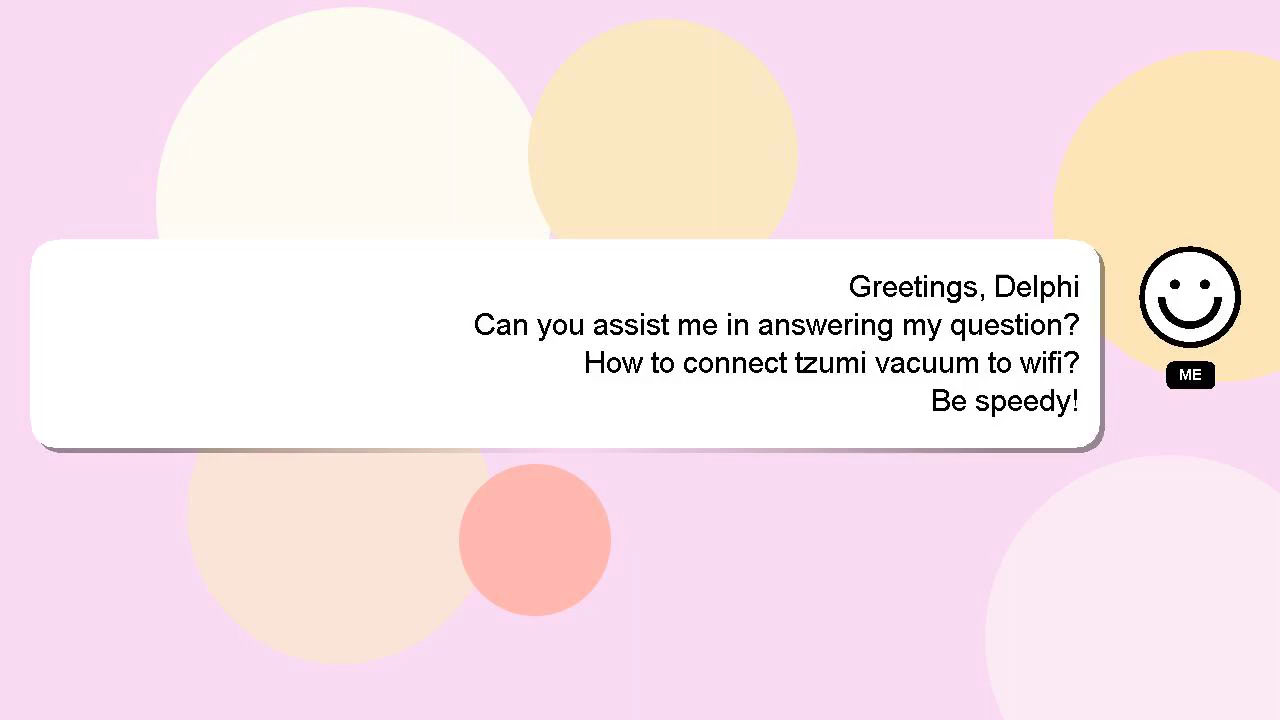 Greetings, Delphi
Can you assist me in answering my question?
How to connect tzumi vacuum to wifi?
Be speedy!
ME